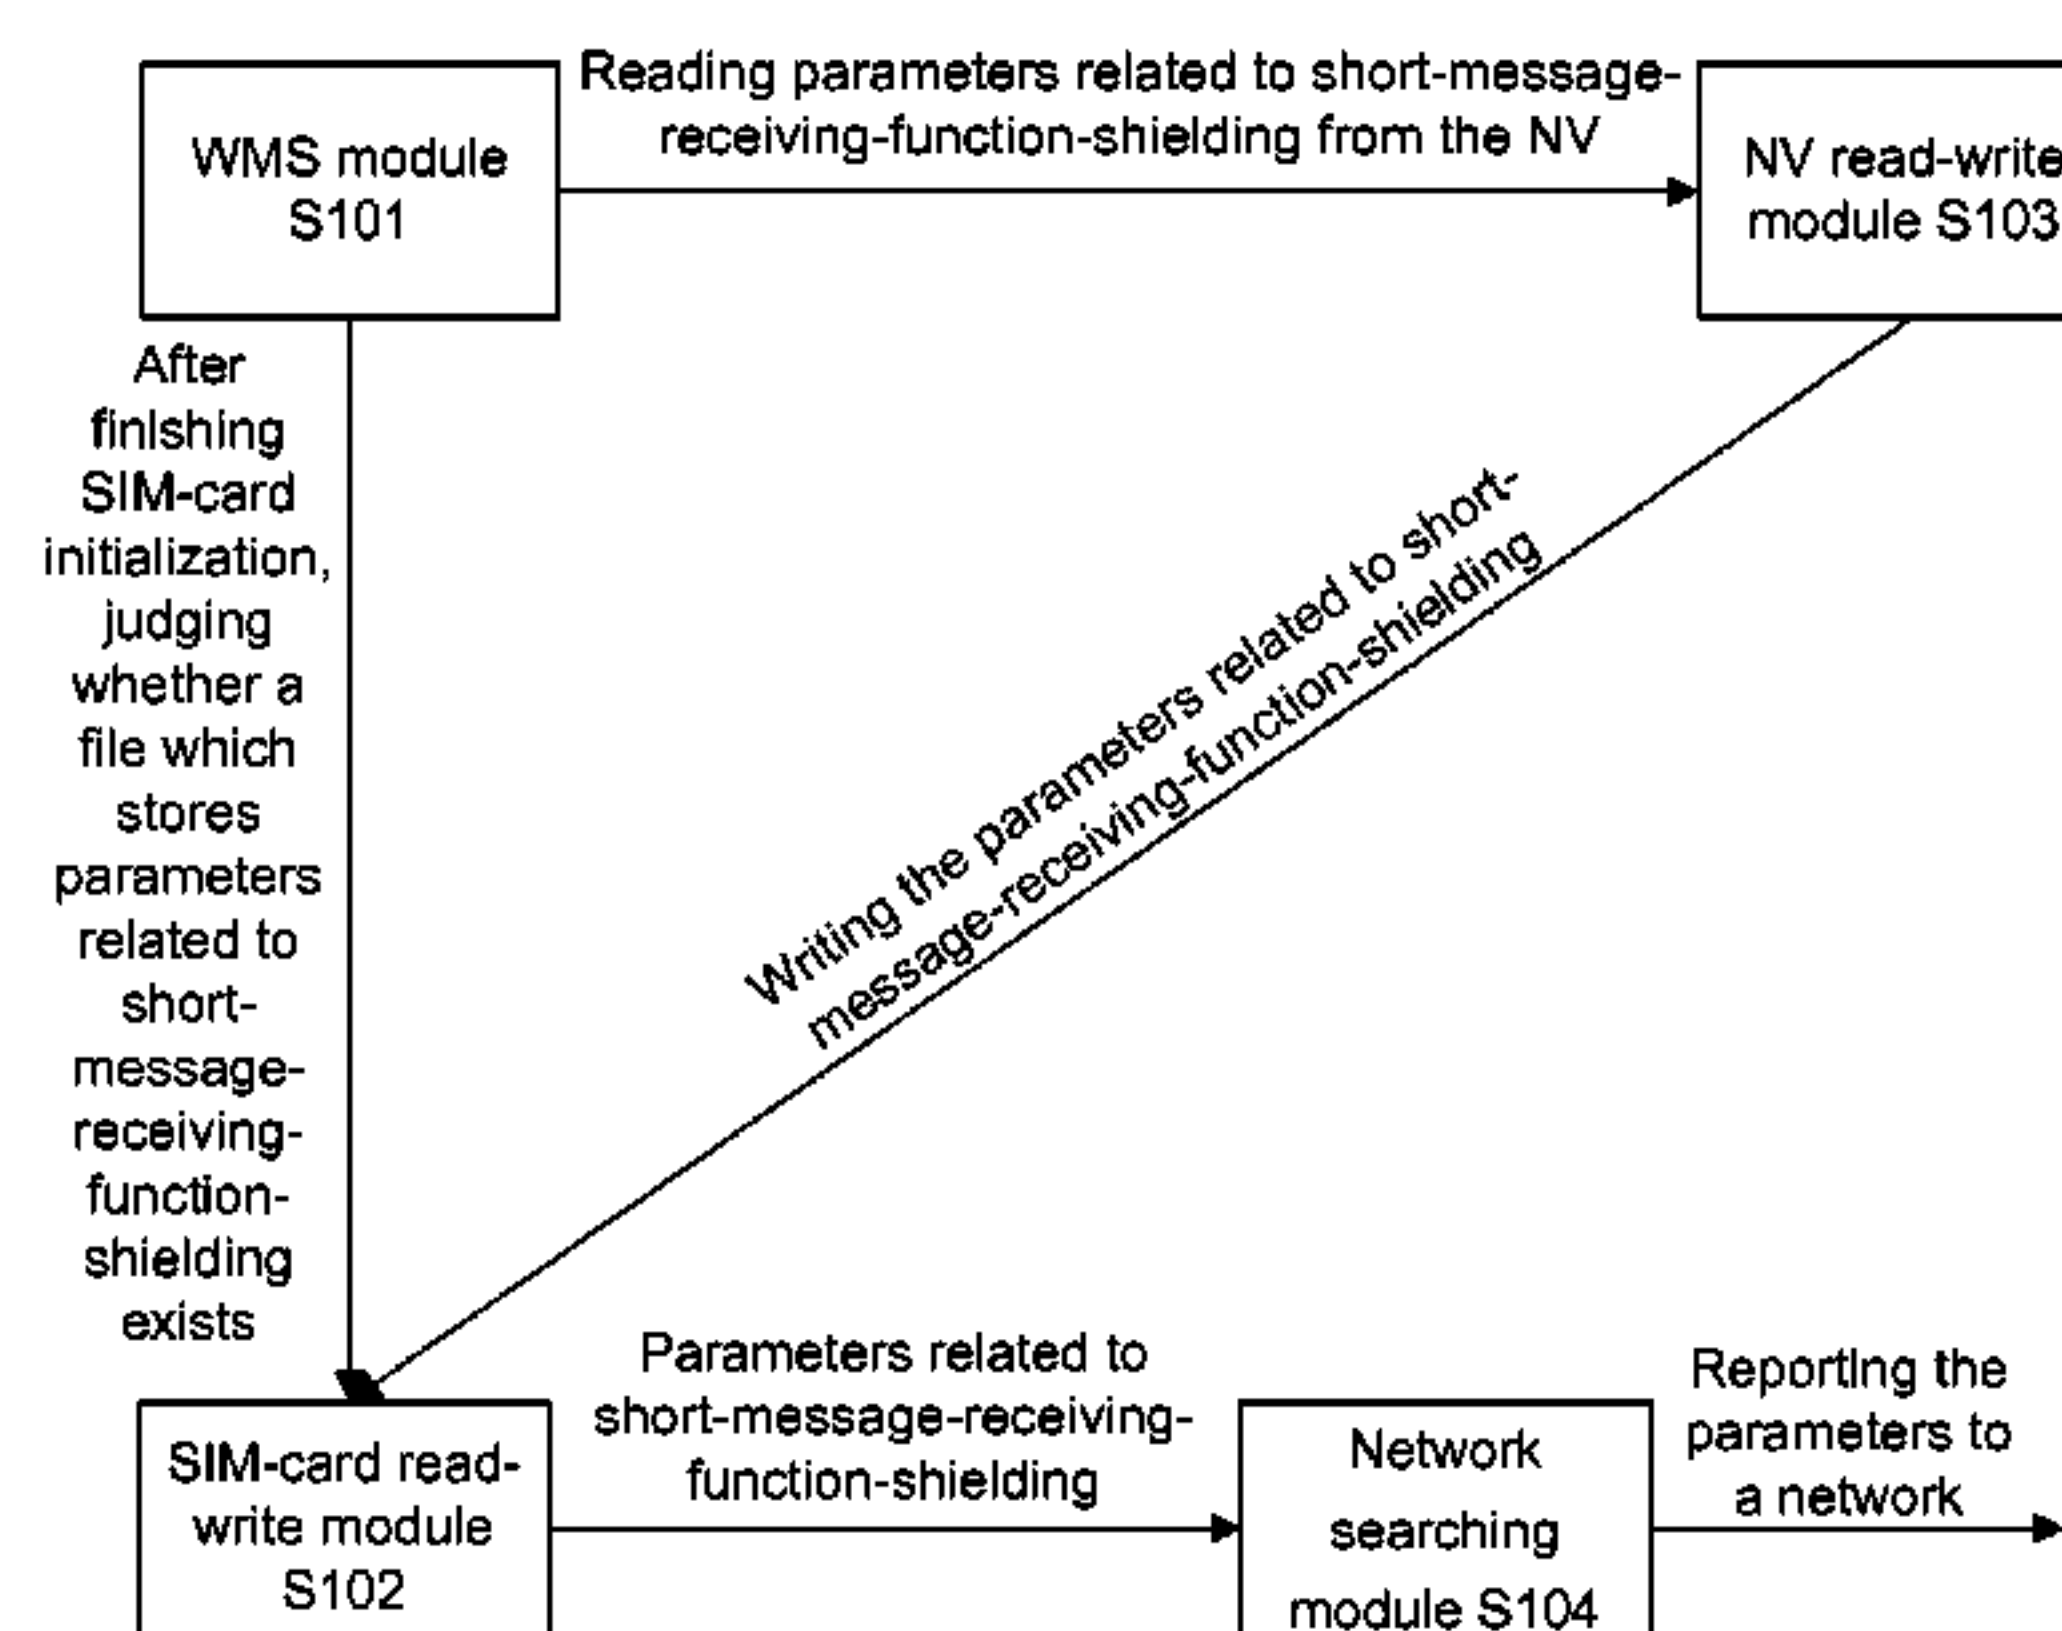 Reading parameters related to short-message-
receiving-function-shielding from the NV
WMS module
S101
NV read-write
module S103
After
finishing
SIM-card
initialization,
judging
whether a
file which
stores
parameters
related to
short-
message-
receiving-
function-
shielding
exists
Writing the parameters related to short-
message-receiving-function-shielding
Parameters related to
short-message-receiving-
function-shielding
Reporting the
parameters to
a network
SIM-card read-
write module
S102
Network
searching
module S104